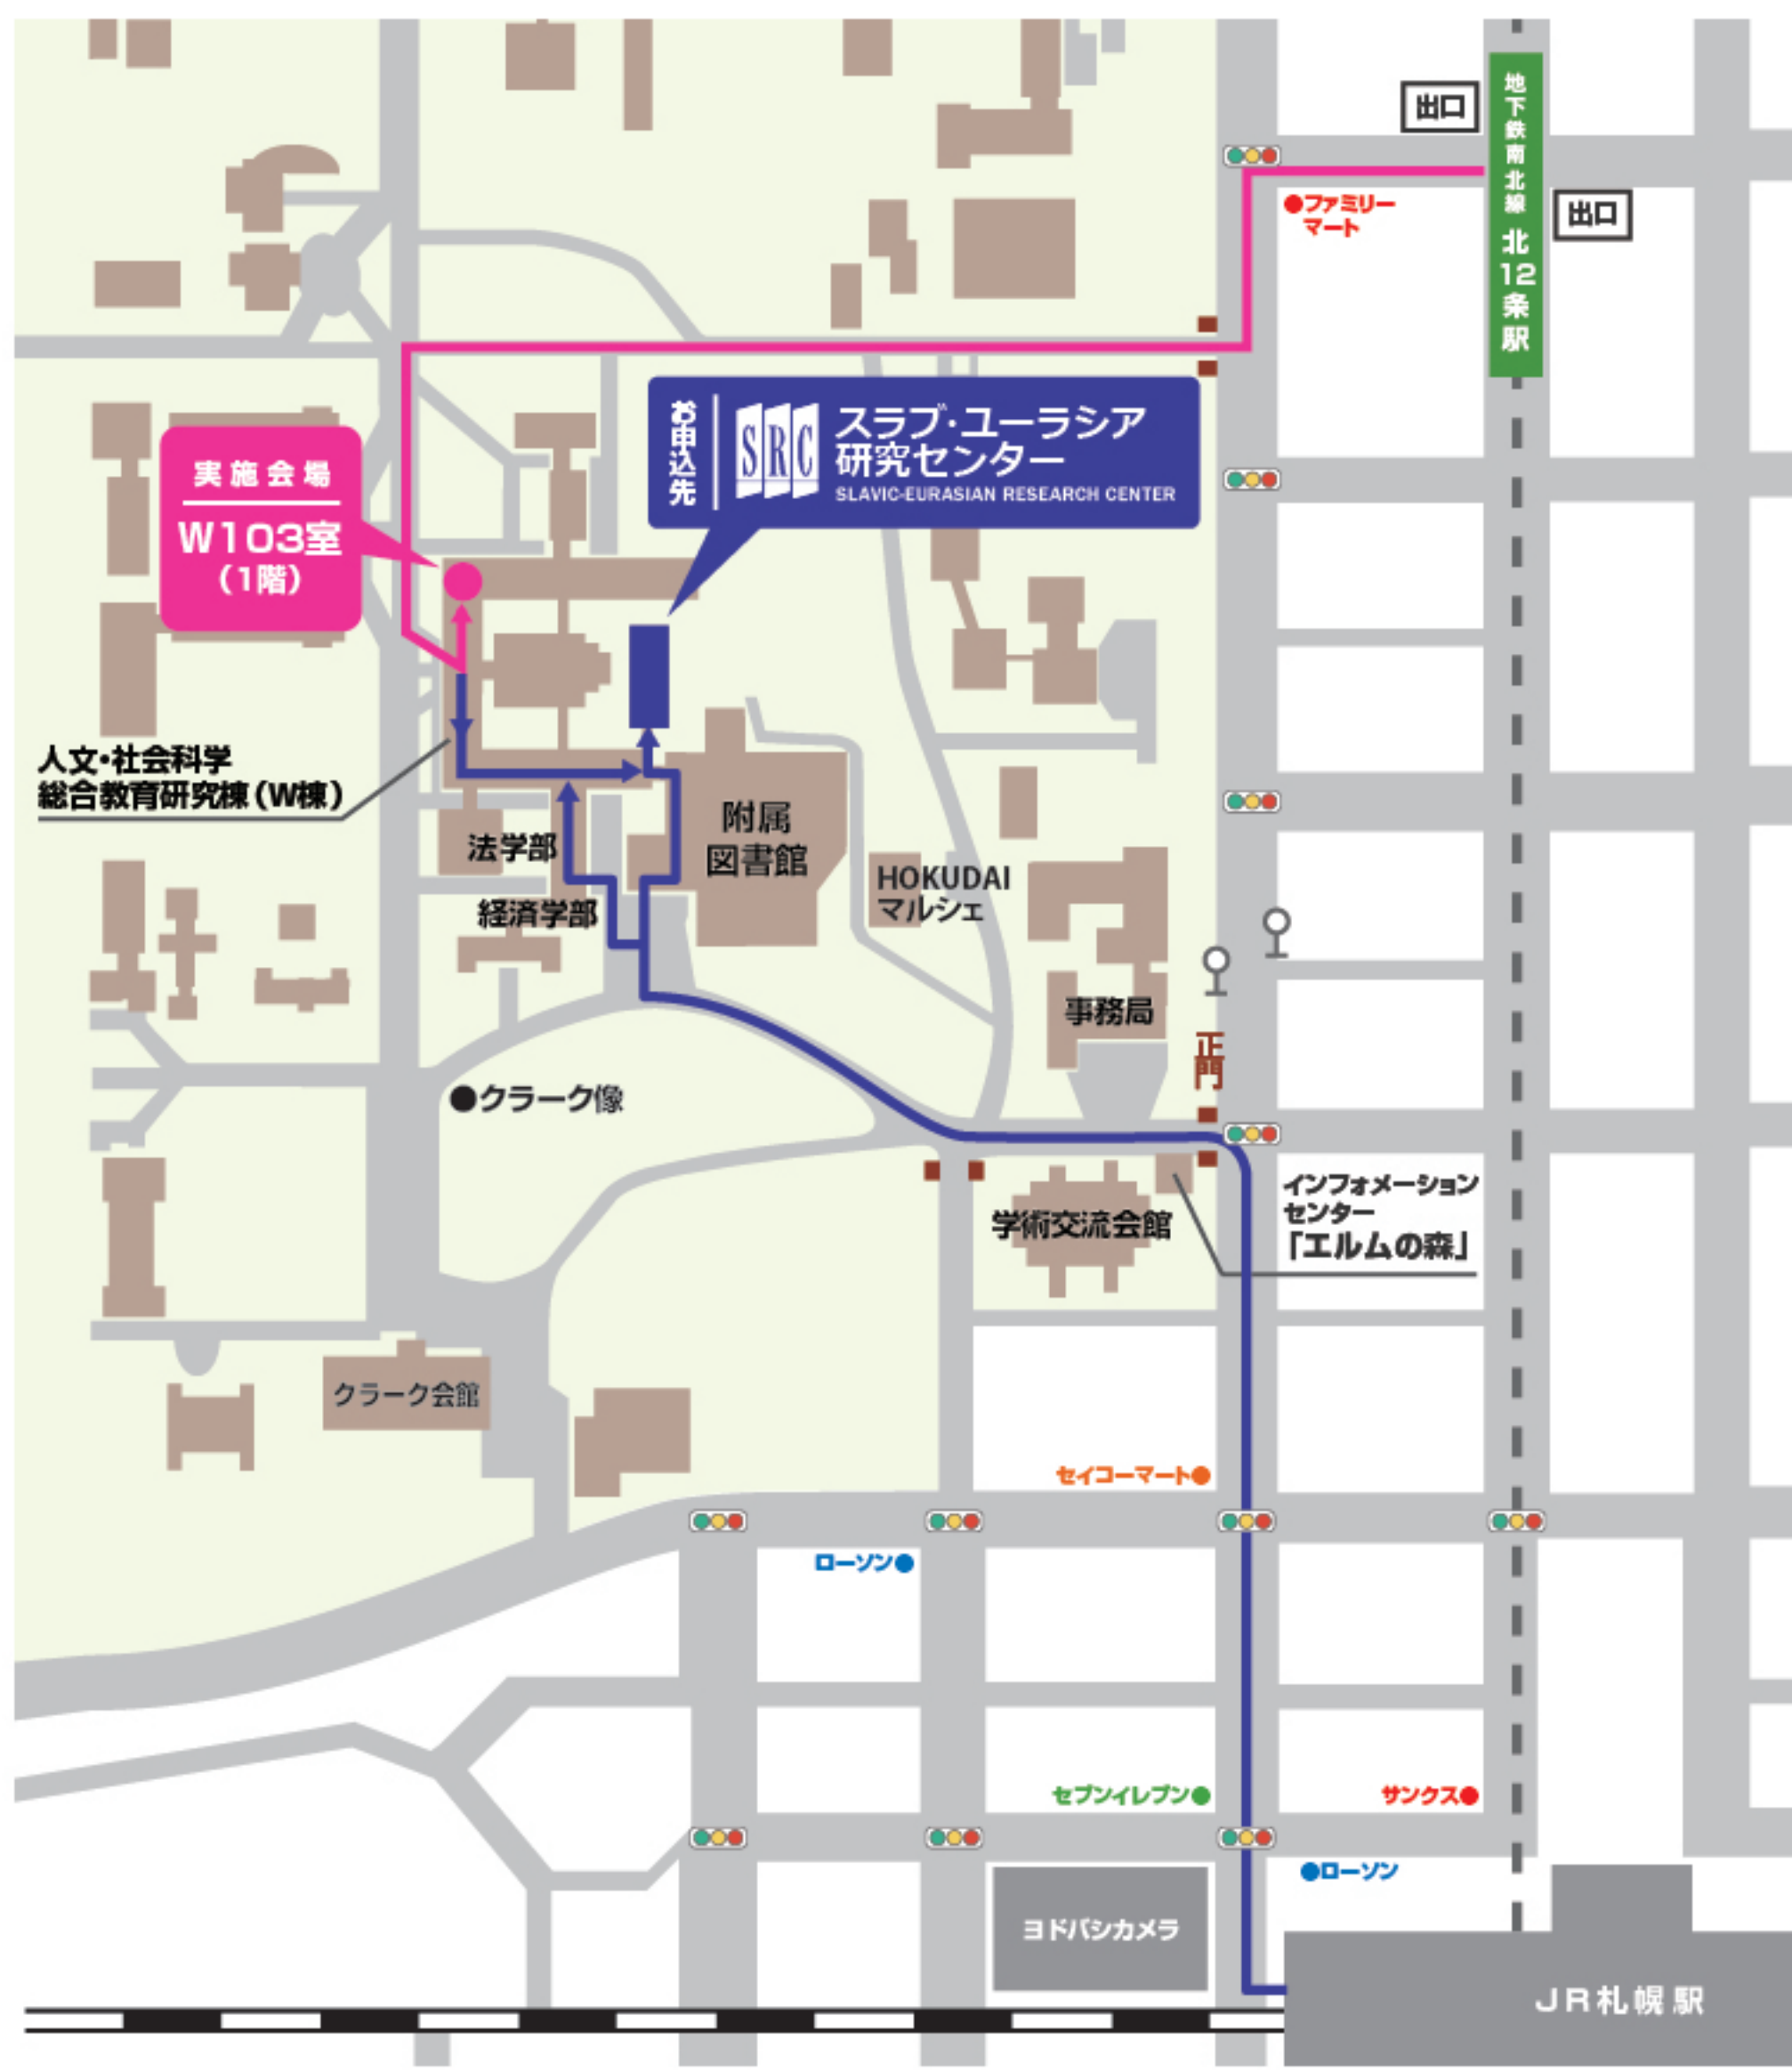 出口
地下鉄南北線 北12条駅
ファミリー
マート
出口
お申込先
SRC
スラブ・ユーラシア
研究センター
SLAVIC-EURASIAN RESEARCH CENTER
実施会場
W103室
(1階)
人文・社会科学
総合教育研究棟(W棟)
法学部
経済学部
附属
図書館
HOKUDAI
マルシェ
事務局
正門
クラーク像
インフォメーション
センター
「エルムの森」
学術交流会館
クラーク会館
セイコーマート
ローソン
セブンイレブン
サンクス
ローソン
ヨドバシカメラ
JR札幌駅